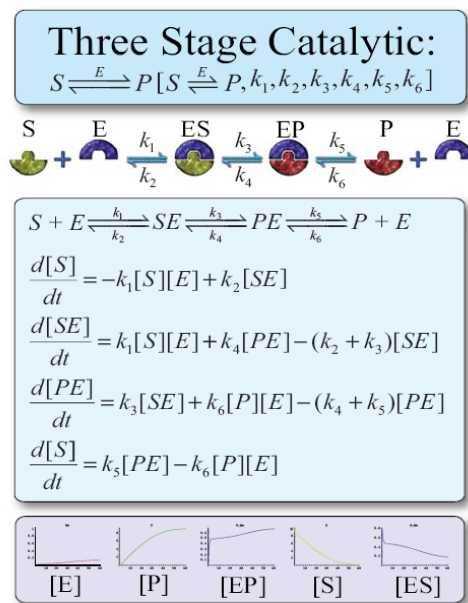 Three Stage Catalytic:
S ⇌ᴱ P [S ⇌ᴱ P, k₁, k₂, k₃, k₄, k₅, k₆]
S E ES EP P E
+ k₁ k₃ k₅ +
k₂ k₄ k₆
S + E ⇌ SE ⇌ PE ⇌ P + E
k₁ k₃ k₅
k₂ k₄ k₆
d[S]/dt = -k₁[S][E] + k₂[SE]
d[SE]/dt = k₁[S][E] + k₄[PE] − (k₂ + k₃)[SE]
d[PE]/dt = k₃[SE] + k₆[P][E] − (k₄ + k₅)[PE]
d[S]/dt = k₅[PE] − k₆[P][E]
[E] [P] [EP] [S] [ES]